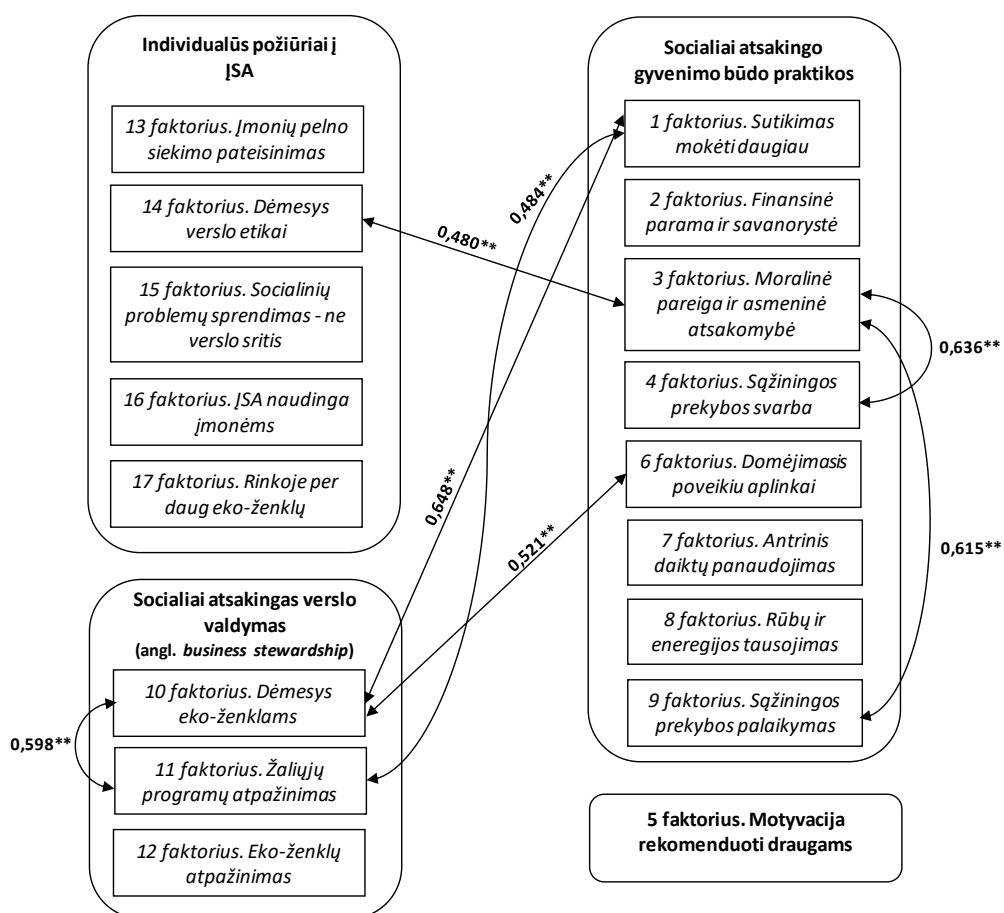 Individualūs požiūriai į
ĮSA
13 faktorius. Įmonių pelno
siekimo pateisinimas
14 faktorius. Dėmesys
verslo etikai
15 faktorius. Socialinių
problemų sprendimas - ne
verslo sritis
16 faktorius. ĮSA naudinga
įmonėms
17 faktorius. Rinkoje per
daug eko-ženklų
Socialiai atsakingas verslo
valdymas
(angl. business stewardship)
10 faktorius. Dėmesys
eko-ženklams
11 faktorius. Žaliųjų
programų atpažinimas
12 faktorius. Eko-ženklų
atpažinimas
0,598**
0,480**
0,484**
0,648**
0,521**
Socialiai atsakingo
gyvenimo būdo praktikos
1 faktorius. Sutikimas
mokėti daugiau
2 faktorius. Finansinė
parama ir savanorystė
3 faktorius. Moralinė
pareiga ir asmeninė
atsakomybė
4 faktorius. Sąžiningos
prekybos svarba
6 faktorius. Domėjimasis
poveikiu aplinkai
7 faktorius. Antrinis
daiktų panaudojimas
8 faktorius. Rūbų ir
eneregijos tausojimas
9 faktorius. Sąžiningos
prekybos palaikymas
0,636**
0,615**
5 faktorius. Motyvacija
rekomenduoti draugams